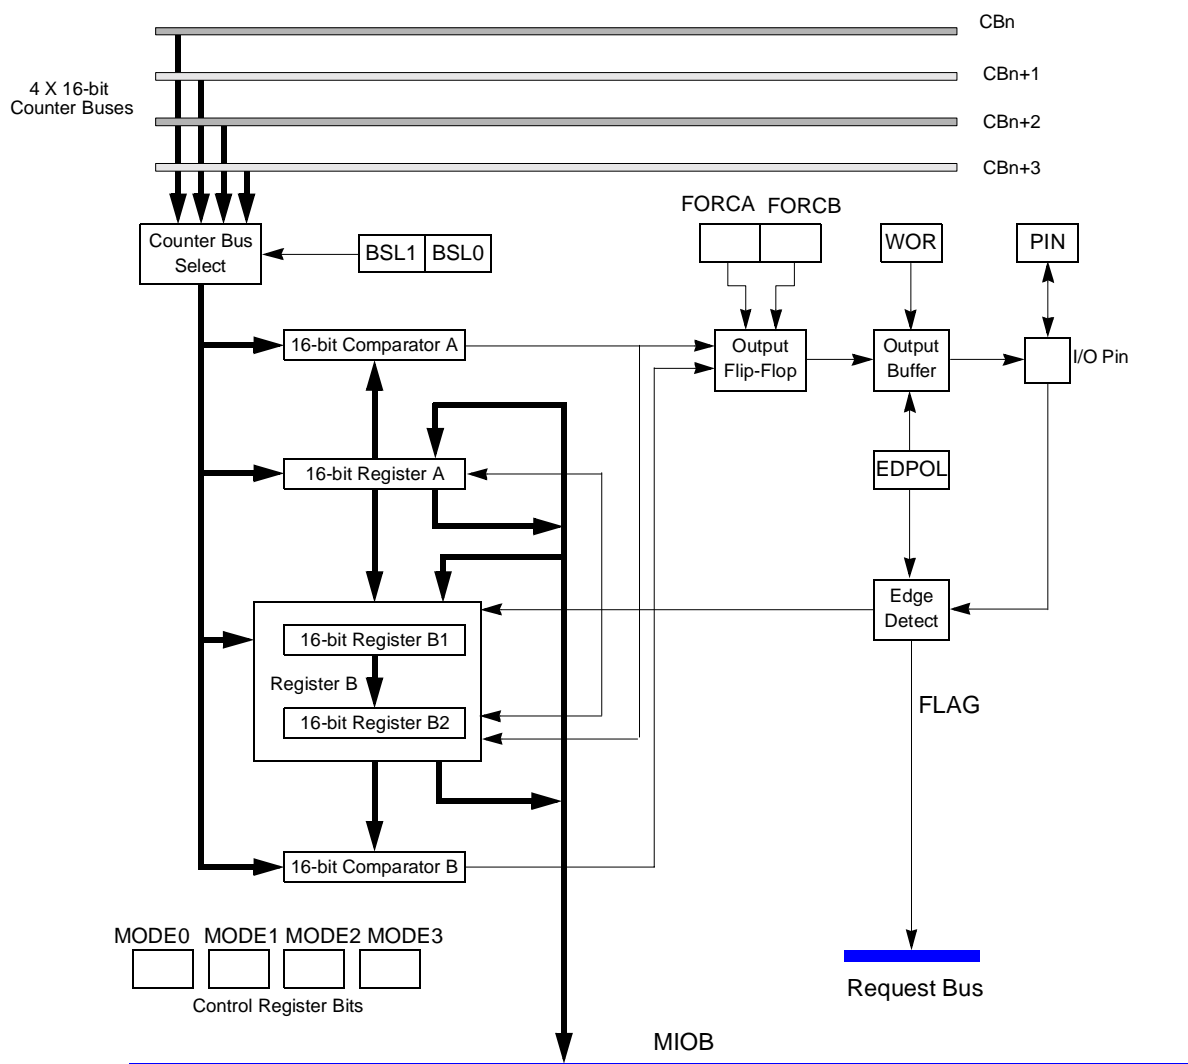 CBn
4 X 16-bit
Counter Buses
CBn+1
CBn+2
CBn+3
FORCA
FORCB
Counter Bus
Select
BSL1
BSL0
WOR
PIN
16-bit Comparator A
Output
Flip-Flop
Output
Buffer
I/O Pin
16-bit Register A
EDPOL
Edge
Detect
16-bit Register B1
Register B
16-bit Register B2
FLAG
16-bit Comparator B
MODE0
MODE1
MODE2
MODE3
Control Register Bits
Request Bus
MIOB